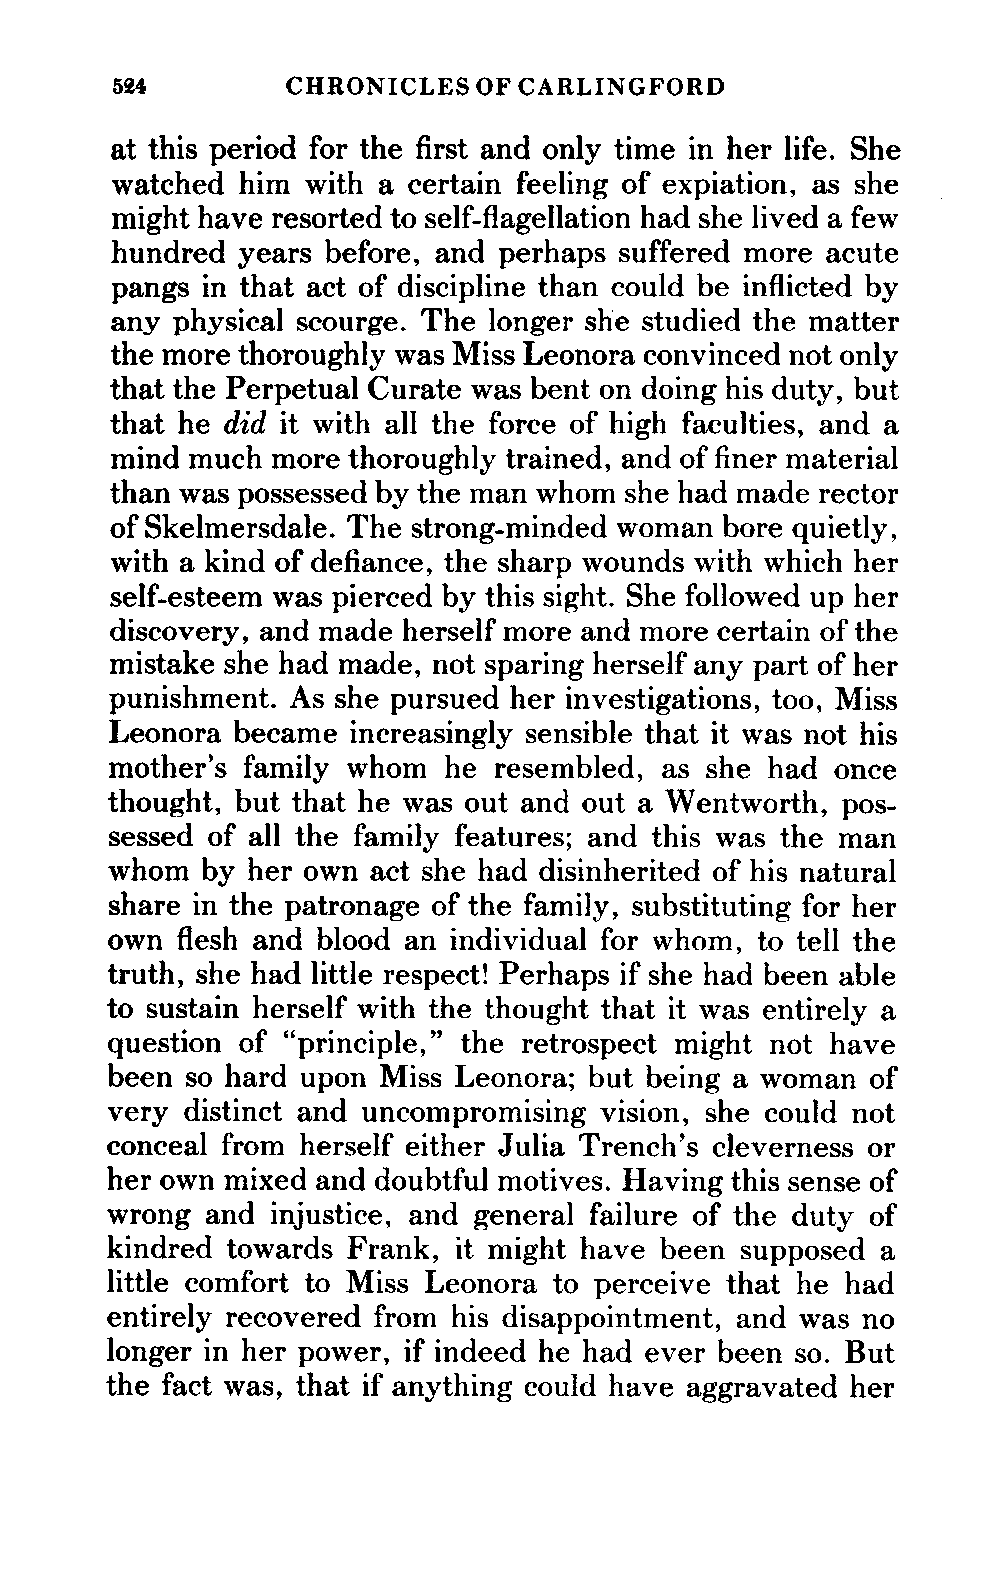 524 CHRONICLES OF CARLINGFORD
at this period for the first and only time in her life. She
watched him with a certain feeling of expiation, as she
might have resorted to self-flagellation had she lived a few
hundred years before, and perhaps suffered more acute
pangs in that act of discipline than could be inflicted by
any physical scourge. The longer she studied the matter
the more thoroughly was Miss Leonora convinced not only
that the Perpetual Curate was bent on doing his duty, but
that he did it with all the force of high faculties, and a
mind much more thoroughly trained, and of finer material
than was possessed by the man whom she had made rector
of Skelmersdale. The strong-minded woman bore quietly,
with a kind of defiance, the sharp wounds with which her
self-esteem was pierced by this sight. She followed up her
discovery, and made herself more and more certain of the
mistake she had made, not sparing herself any part of her
punishment. As she pursued her investigations, too, Miss
Leonora became increasingly sensible that it was not his
mother's family whom he resembled, as she had once
thought, but that he was out and out a Wentworth, pos-
sessed of all the family features; and this was the man
whom by her own act she had disinherited of his natural
share in the patronage of the family, substituting for her
own flesh and blood an individual for whom, to tell the
truth, she had little respect! Perhaps if she had been able
to sustain herself with the thought that it was entirely a
question of “principle,” the retrospect might not have
been so hard upon Miss Leonora; but being a woman of
very distinct and uncompromising vision, she could not
conceal from herself either Julia Trench's cleverness or
her own mixed and doubtful motives. Having this sense of
wrong and injustice, and general failure of the duty of
kindred towards Frank, it might have been supposed a
little comfort to Miss Leonora to perceive that he had
entirely recovered from his disappointment, and was no
longer in her power, if indeed he had ever been so. But
the fact was, that if anything could have aggravated her